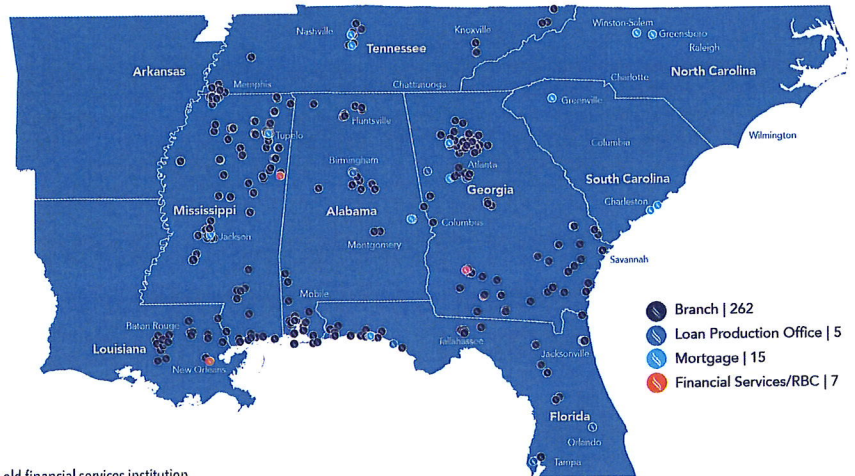 Nashville
Tennessee
Knoxville
Winston-Salem
Greensboro
Raleigh
Arkansas
Memphis
Chattanooga
Charlotte
North Carolina
Huntsville
Greenville
Tupelo
Wilmington
Birmingham
Atlanta
Columbia
South Carolina
Georgia
Mississippi
Alabama
Charleston
Jackson
Columbus
Montgomery
Savannah
Mobile
Baton Rouge
Louisiana
New Orleans
Tallahassee
Jacksonville
Florida
Orlando
Tampa
Branch | 262
Loan Production Office | 5
Mortgage | 15
Financial Services/RBC | 7
old financial services institution